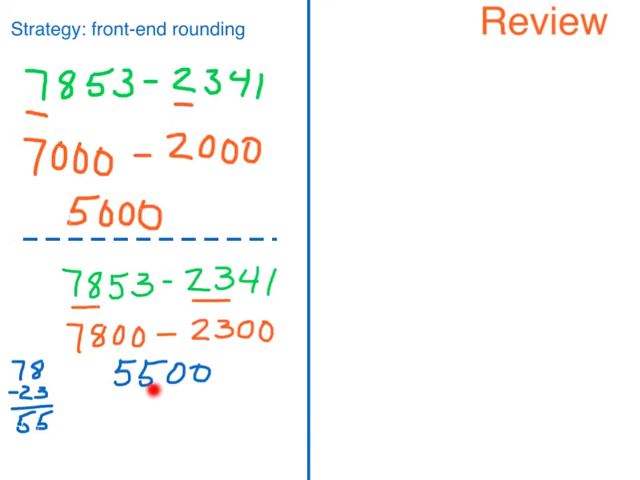 Strategy: front-end rounding
Review
7853 - 2341
7000 - 2000
5000
7853 - 2341
7800 - 2300
5500
78
-23
55